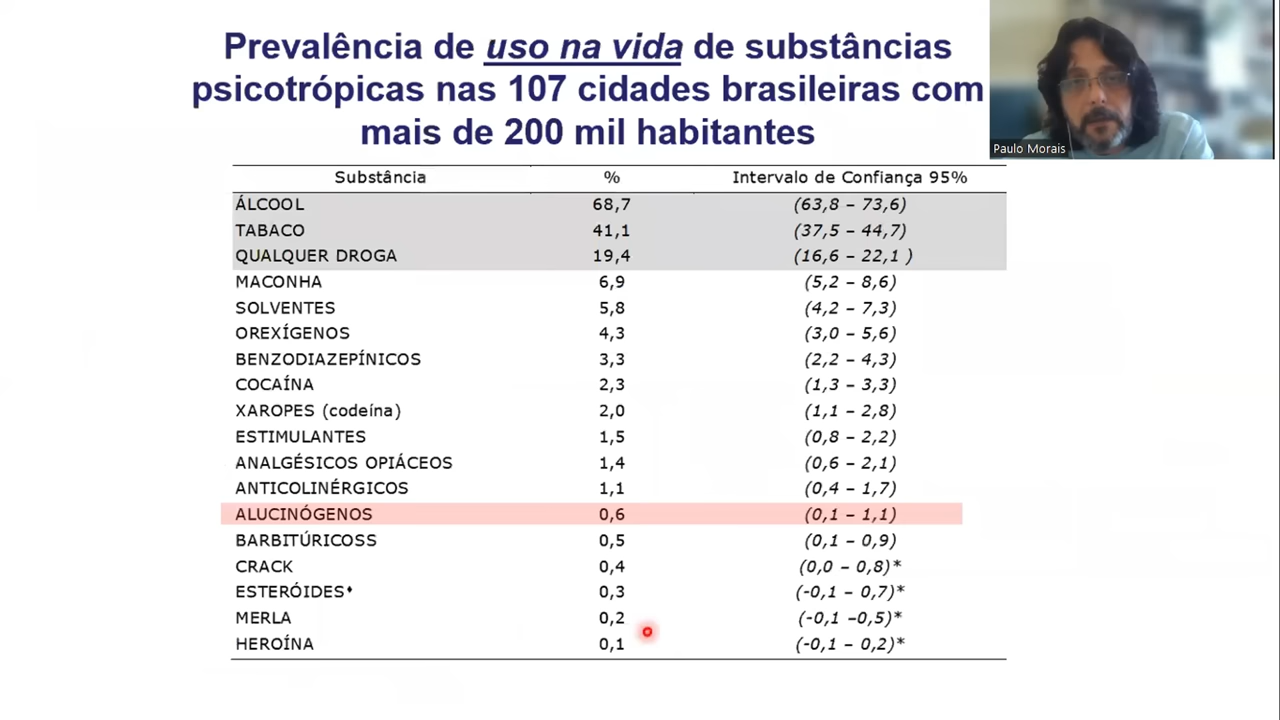 Prevalência de uso na vida de substâncias
psicotrópicas nas 107 cidades brasileiras com
mais de 200 mil habitantes
Paulo Morais
Substância % Intervalo de Confiança 95%
ÁLCOOL 68,7 (63,8 – 73,6)
TABACO 41,1 (37,5 – 44,7)
QUALQUER DROGA 19,4 (16,6 – 22,1 )
MACONHA 6,9 (5,2 – 8,6)
SOLVENTES 5,8 (4,2 – 7,3)
OREXÍGENOS 4,3 (3,0 – 5,6)
BENZODIAZEPÍNICOS 3,3 (2,2 – 4,3)
COCAÍNA 2,3 (1,3 – 3,3)
XAROPES (codeína) 2,0 (1,1 – 2,8)
ESTIMULANTES 1,5 (0,8 – 2,2)
ANALGÉSICOS OPIÁCEOS 1,4 (0,6 – 2,1)
ANTICOLINÉRGICOS 1,1 (0,4 – 1,7)
ALUCINÓGENOS 0,6 (0,1 – 1,1)
BARBITÚRICOSS 0,5 (0,1 – 0,9)
CRACK 0,4 (0,0 – 0,8)*
ESTERÓIDES♦ 0,3 (-0,1 – 0,7)*
MERLA 0,2 (-0,1 –0,5)*
HEROÍNA 0,1 (-0,1 – 0,2)*